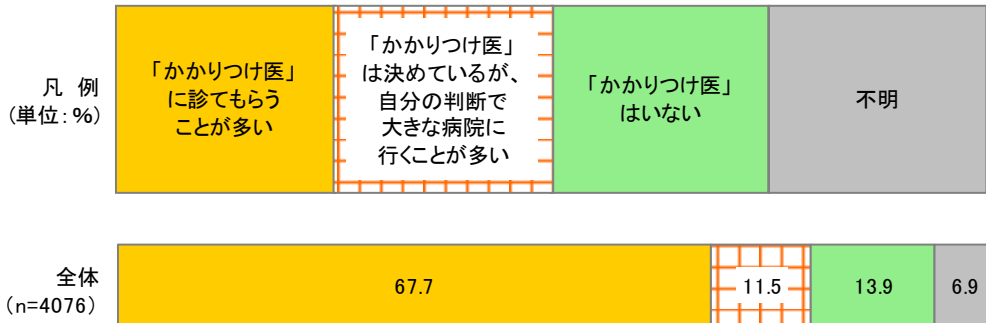 凡 例
(単位:%)
「かかりつけ医」
に診てもらう
ことが多い
「かかりつけ医」
は決めているが、
自分の判断で
大きな病院に
行くことが多い
「かかりつけ医」
はいない
不明
全体
(n=4076)
67.7
11.5
13.9
6.9